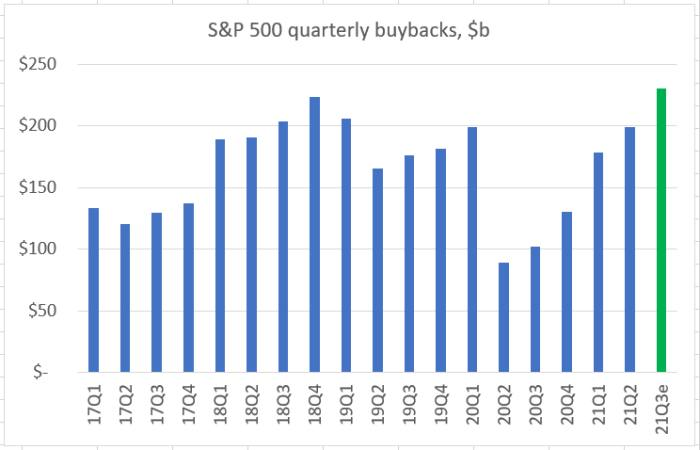 S&P 500 quarterly buybacks, $b
$250
$200
$150
$100
$50
$-
17Q1
17Q2
17Q3
17Q4
18Q1
18Q2
18Q3
18Q4
19Q1
19Q2
19Q3
19Q4
20Q1
20Q2
20Q3
20Q4
21Q1
21Q2
21Q3e